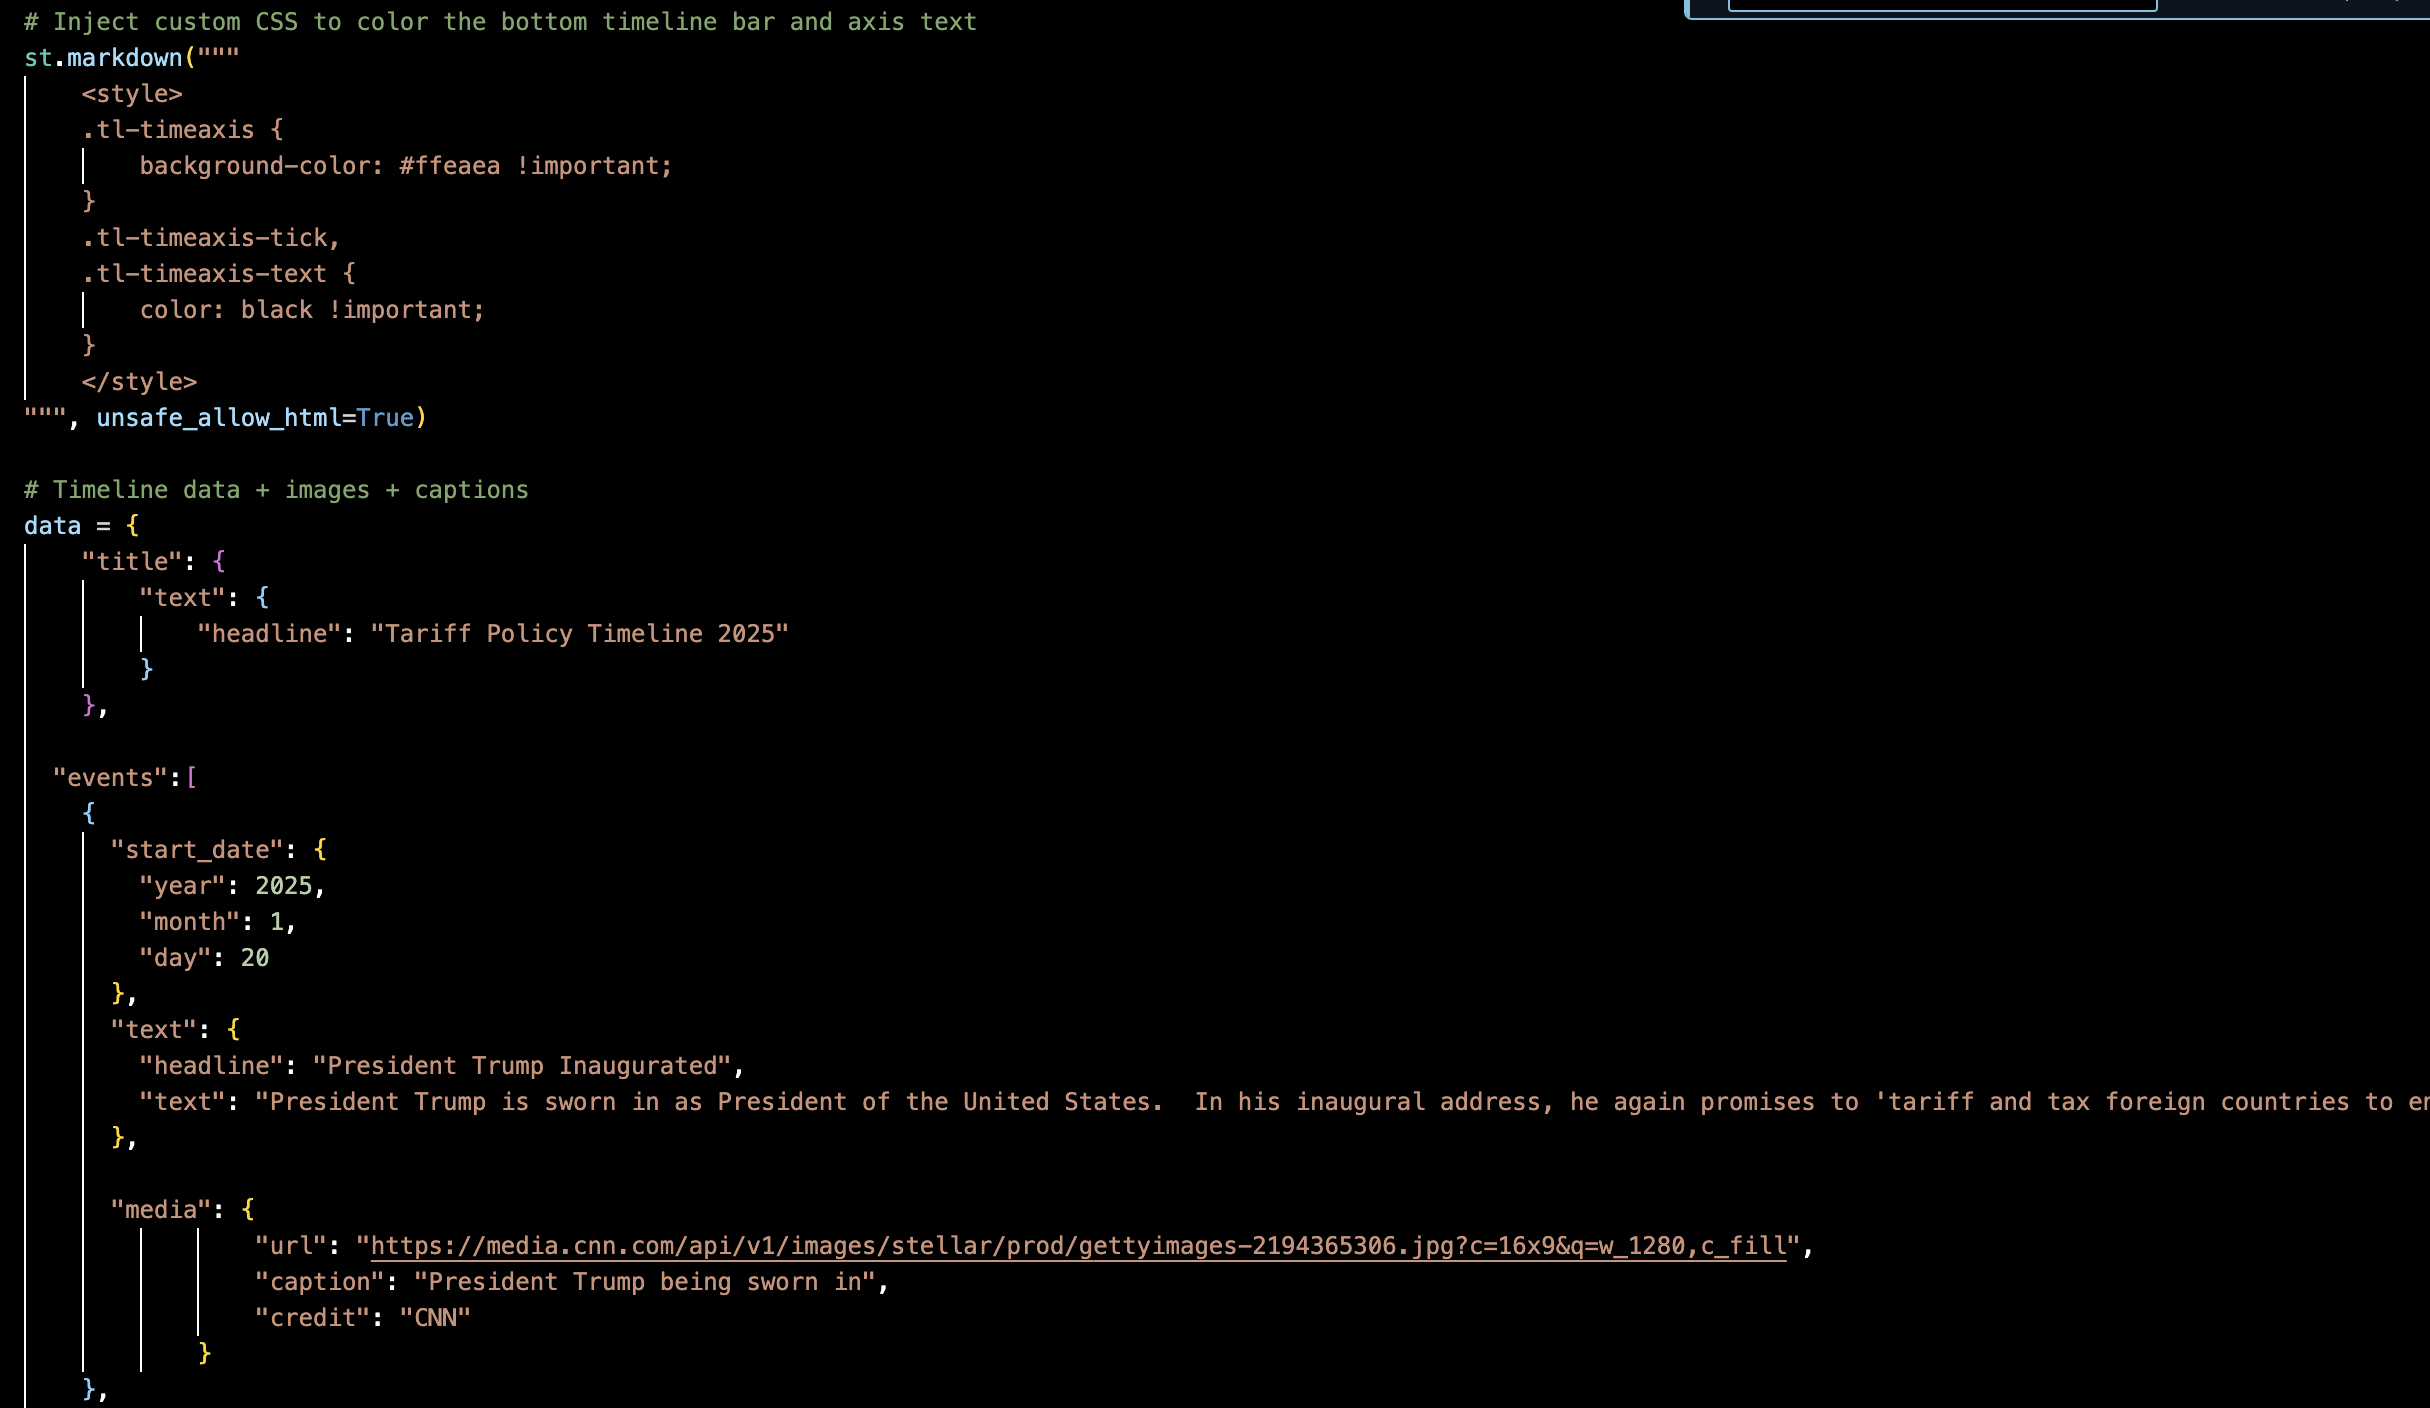 # Inject custom CSS to color the bottom timeline bar and axis text
st.markdown("""
    <style>
    .tl-timeaxis {
        background-color: #ffeaea !important;
    }
    .tl-timeaxis-tick,
    .tl-timeaxis-text {
        color: black !important;
    }
    </style>
""", unsafe_allow_html=True)

# Timeline data + images + captions
data = {
    "title": {
        "text": {
            "headline": "Tariff Policy Timeline 2025"
        }
    },

  "events":[
    {
      "start_date": {
        "year": 2025,
        "month": 1,
        "day": 20
      },
      "text": {
        "headline": "President Trump Inaugurated",
        "text": "President Trump is sworn in as President of the United States.  In his inaugural address, he again promises to 'tariff and tax foreign countries to
      },

      "media": {
                "url": "https://media.cnn.com/api/v1/images/stellar/prod/gettyimages-2194365306.jpg?c=16x9&q=w_1280,c_fill",
                "caption": "President Trump being sworn in",
                "credit": "CNN"
            }
    },